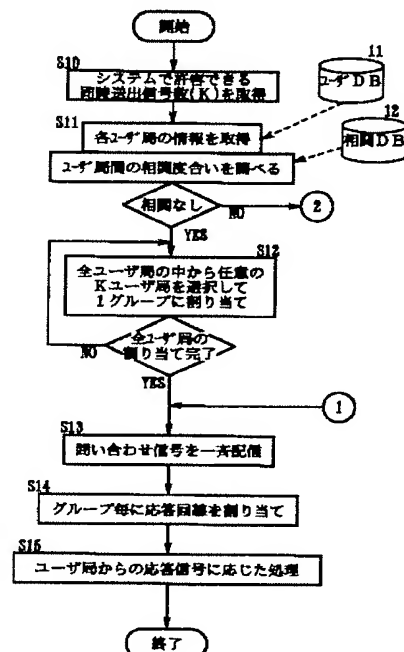 開始
S10
システムで許容できる
同時送出信号数(K)を取得
11
ユーザDB
S11
各ユーザ局の情報を取得
12
相関DB
ユーザ局間の相関度合いを調べる
相関なし
NO
2
YES
S12
全ユーザ局の中から任意の
Kユーザ局を選択して
1グループに割り当て
全ユーザ局の
割り当て完了
NO
YES
1
S13
問い合わせ信号を一斉配信
S14
グループ毎に応答回線を割り当て
S15
ユーザ局からの応答信号に応じた処理
終了